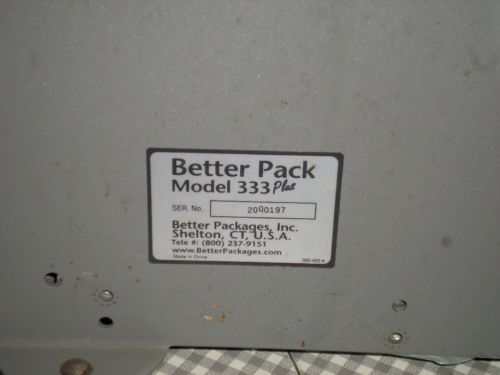 Better Pack
Model 333 Plus
SER. No. 2000197
Better Packages, Inc.
Shelton, CT, U.S.A.
Tele #: (800) 237-9151
www.BetterPackages.com
Made in China